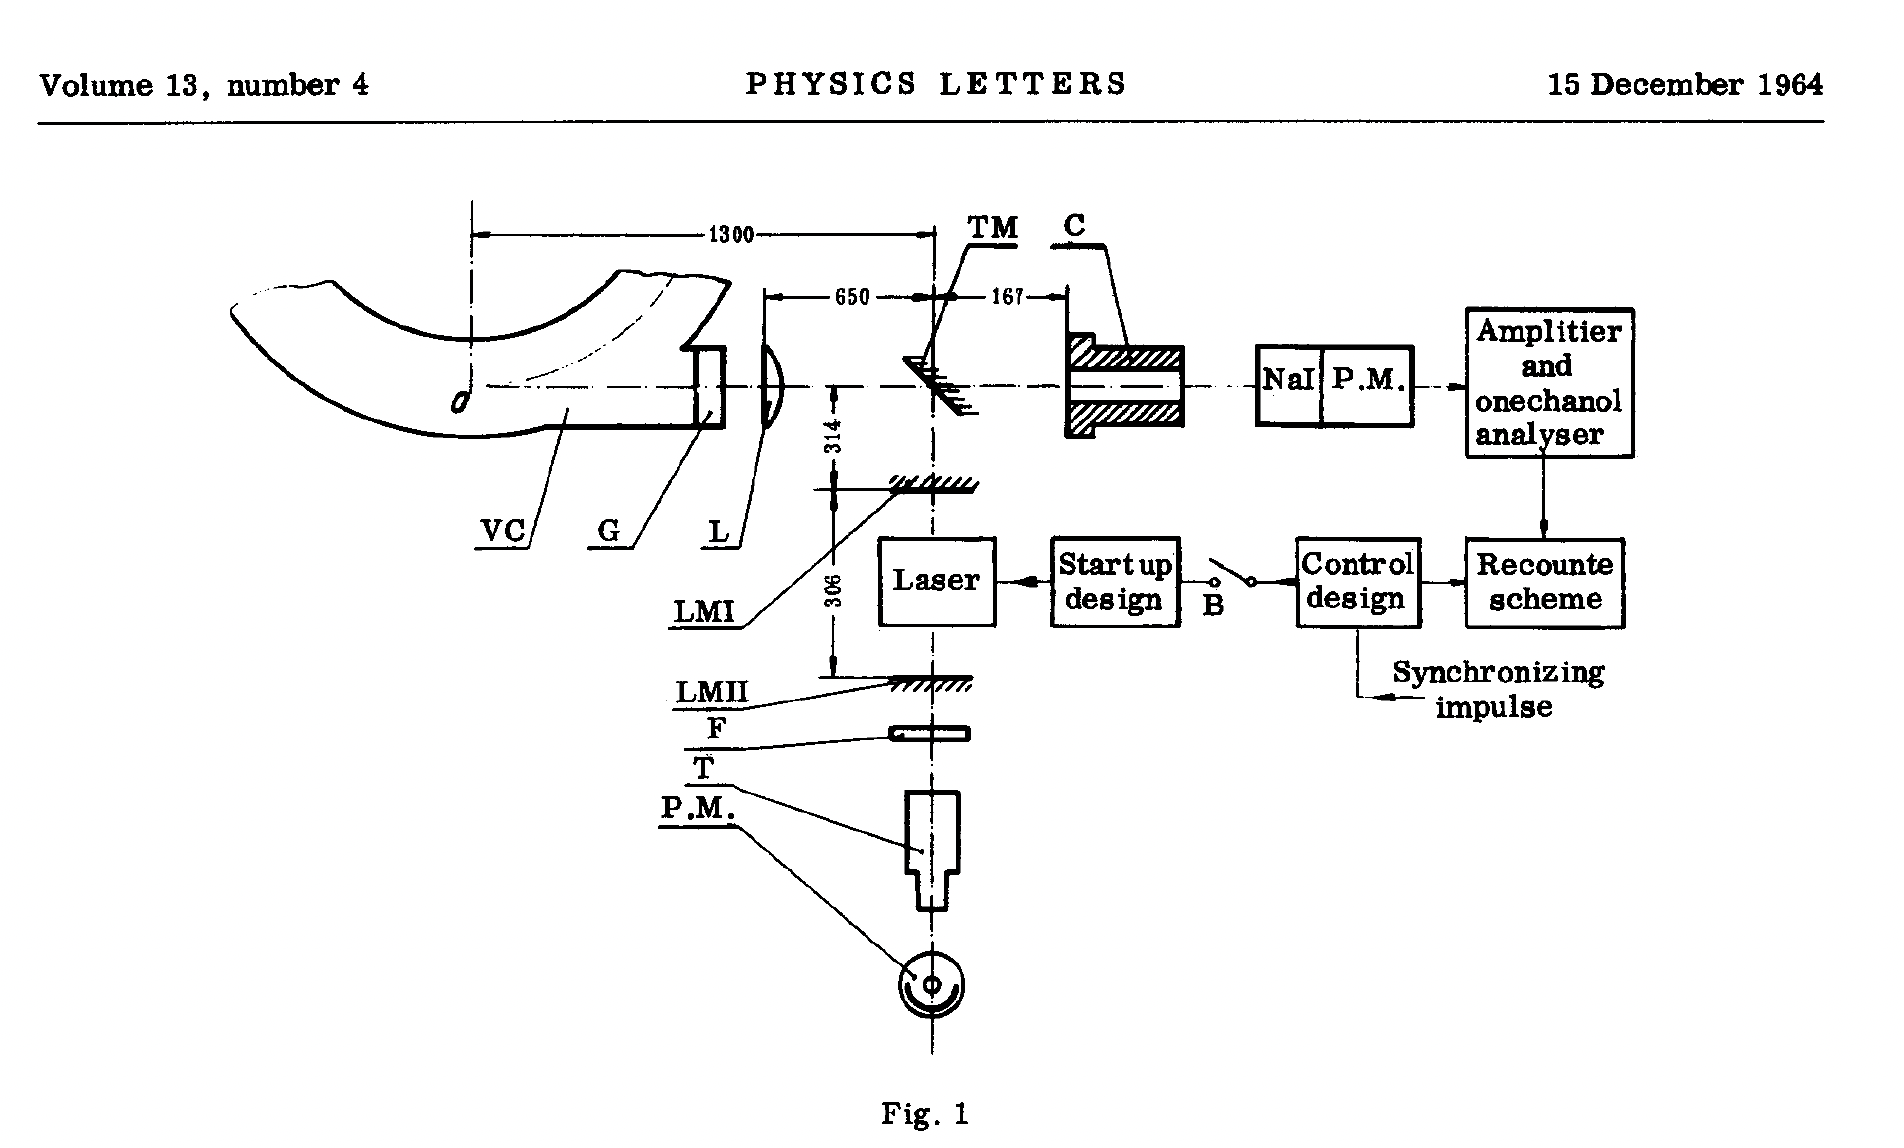 Volume 13, number 4 PHYSICS LETTERS 15 December 1964
1300
TM C
650 167
Amplitier
and
onechanol
analyser
NaI P.M.
O
314
VC G L
306
Laser
Start up
design
B
Control
design
Recounte
scheme
LMI
Synchronizing
impulse
LMII
F
T
P.M.
Fig. 1